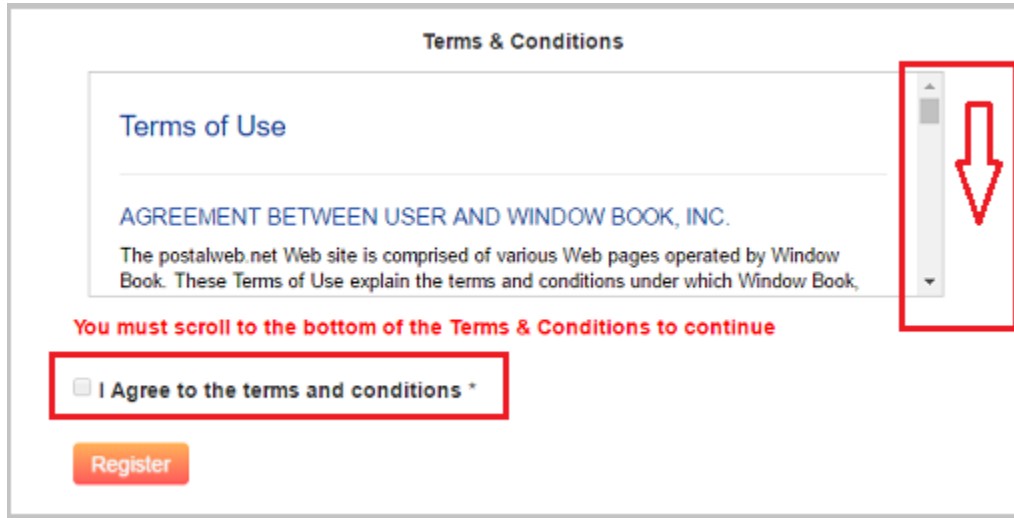 Terms & Conditions
Terms of Use
AGREEMENT BETWEEN USER AND WINDOW BOOK, INC.
The postalweb.net Web site is comprised of various Web pages operated by Window
Book. These Terms of Use explain the terms and conditions under which Window Book,
You must scroll to the bottom of the Terms & Conditions to continue
I Agree to the terms and conditions *
Register